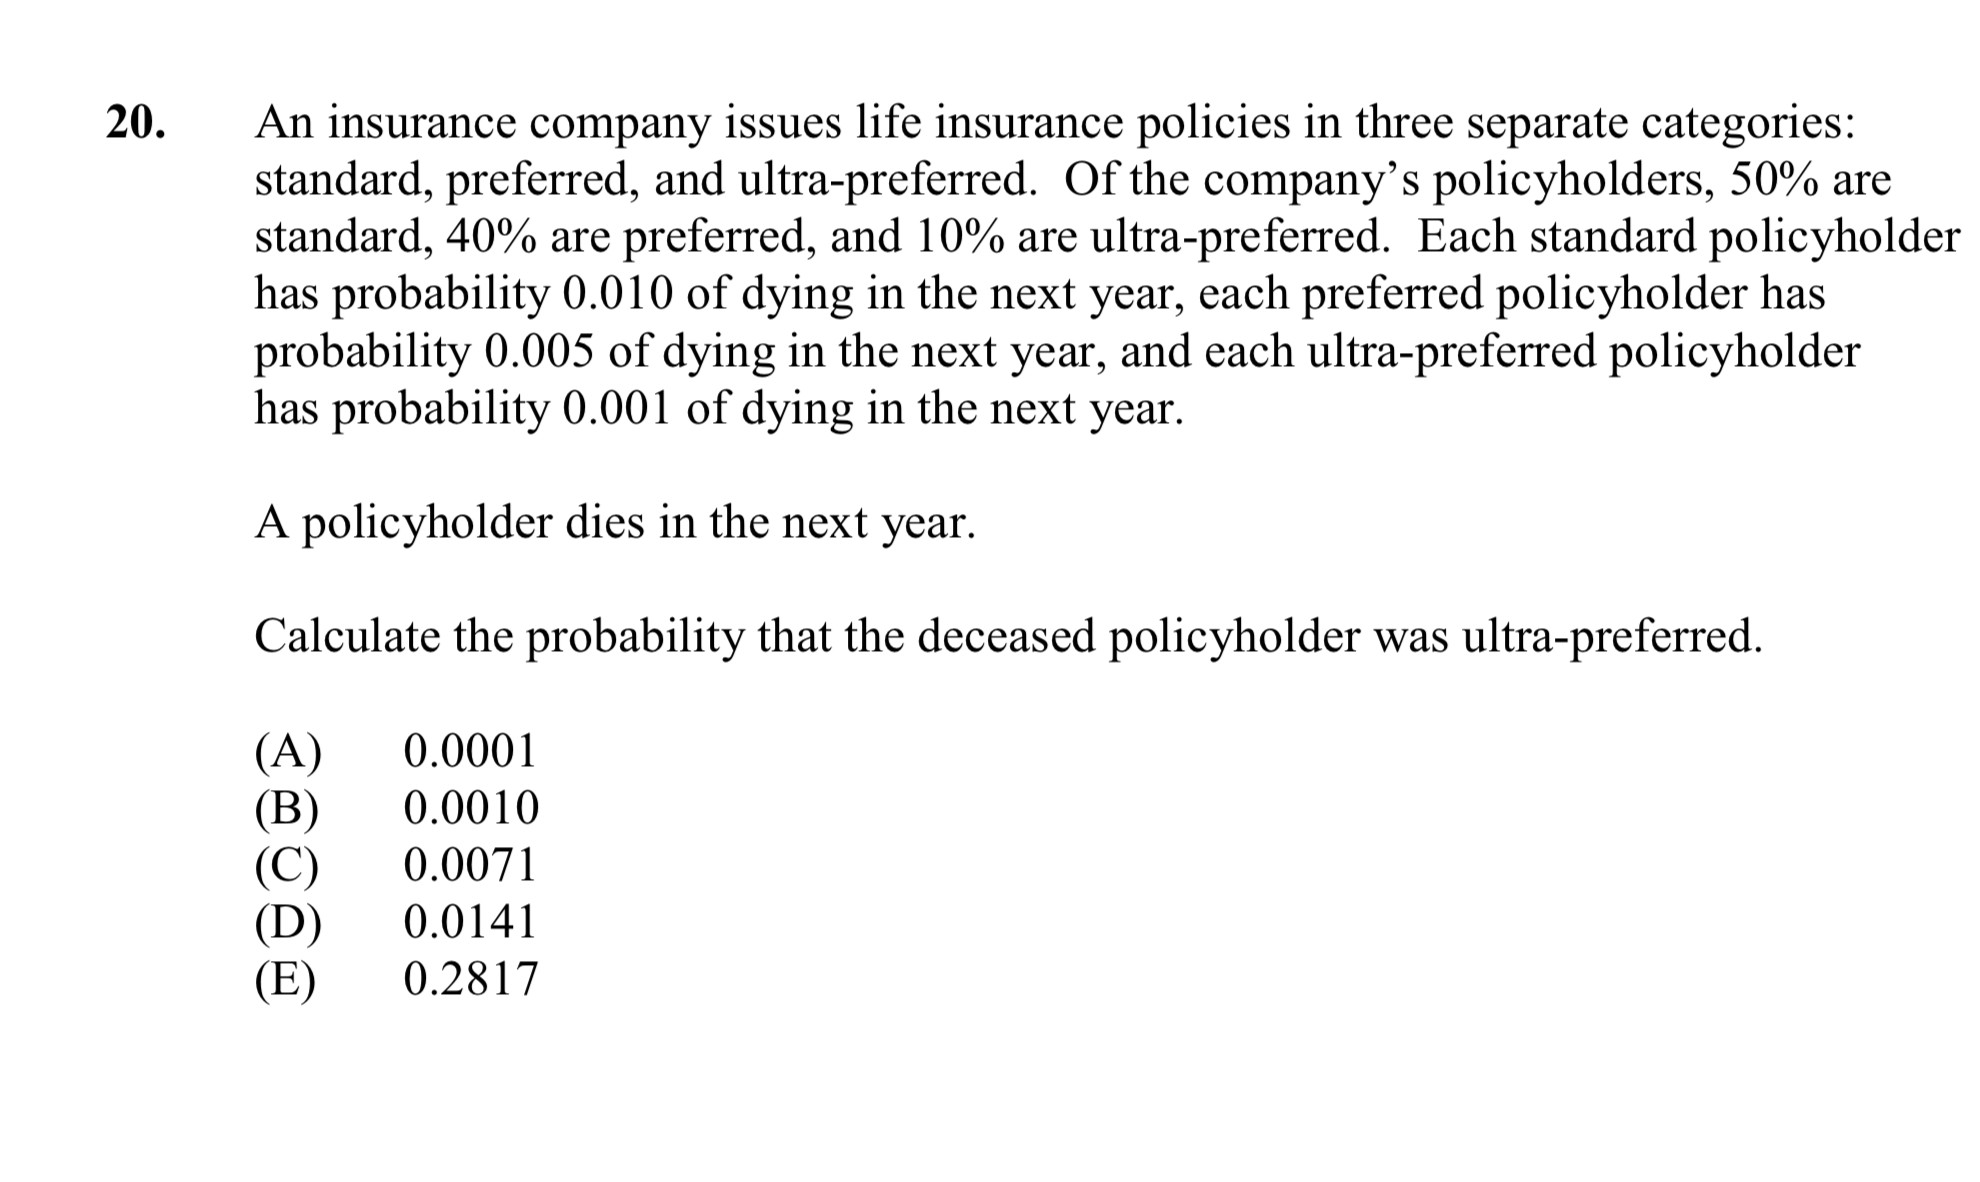 20. An insurance company issues life insurance policies in three separate categories:
standard, preferred, and ultra-preferred. Of the company’s policyholders, 50% are
standard, 40% are preferred, and 10% are ultra-preferred. Each standard policyholder
has probability 0.010 of dying in the next year, each preferred policyholder has
probability 0.005 of dying in the next year, and each ultra-preferred policyholder
has probability 0.001 of dying in the next year.
A policyholder dies in the next year.
Calculate the probability that the deceased policyholder was ultra-preferred.
(A) 0.0001
(B) 0.0010
(C) 0.0071
(D) 0.0141
(E) 0.2817